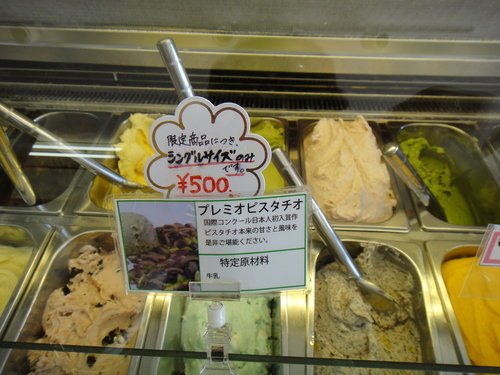 限定商品につき、
シングルサイズのみ
です。
¥500.
プレミオピスタチオ
国際コンクール日本人初入賞作
ピスタチオ本来の甘さと風味を
是非ご堪能ください。
特定原材料
牛乳